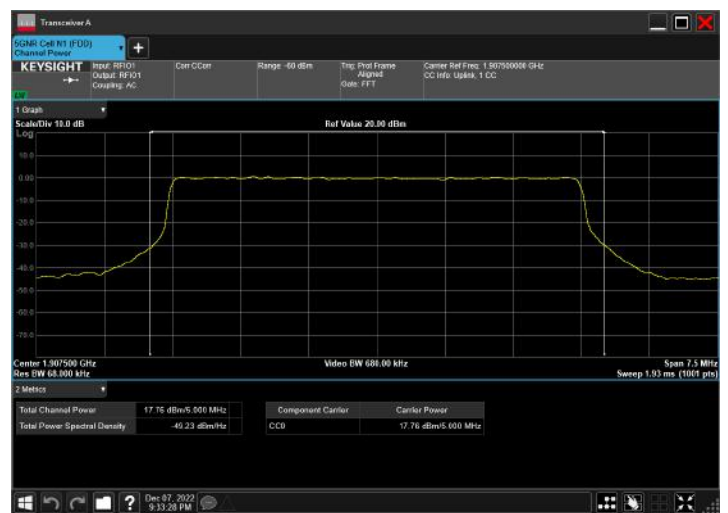 Transceiver A
5GNR Cell N1 (FDD)
Channel Power
KEYSIGHT
Input: RFIO1
Output: RFIO1
Coupling: AC
Corr CCorr
Range -60 dBm
Trig: Prot Frame
Aligned
Gate: FFT
Carrier Ref Freq: 1.907500000 GHz
CC Info: Uplink, 1 CC
1 Graph
Scale/Div 10.0 dB
Ref Value 20.00 dBm
Log
10.0
0.00
-10.0
-20.0
-30.0
-40.0
-50.0
-60.0
-70.0
Center 1.907500 GHz
Video BW 680.00 kHz
Span 7.5 MHz
Res BW 68.000 kHz
Sweep 1.93 ms (1001 pts)
2 Metrics
Total Channel Power 17.76 dBm/5.000 MHz
Total Power Spectral Density -49.23 dBm/Hz
Component Carrier Carrier Power
CC0 17.76 dBm/5.000 MHz
?
Dec 07, 2022
9:33:28 PM